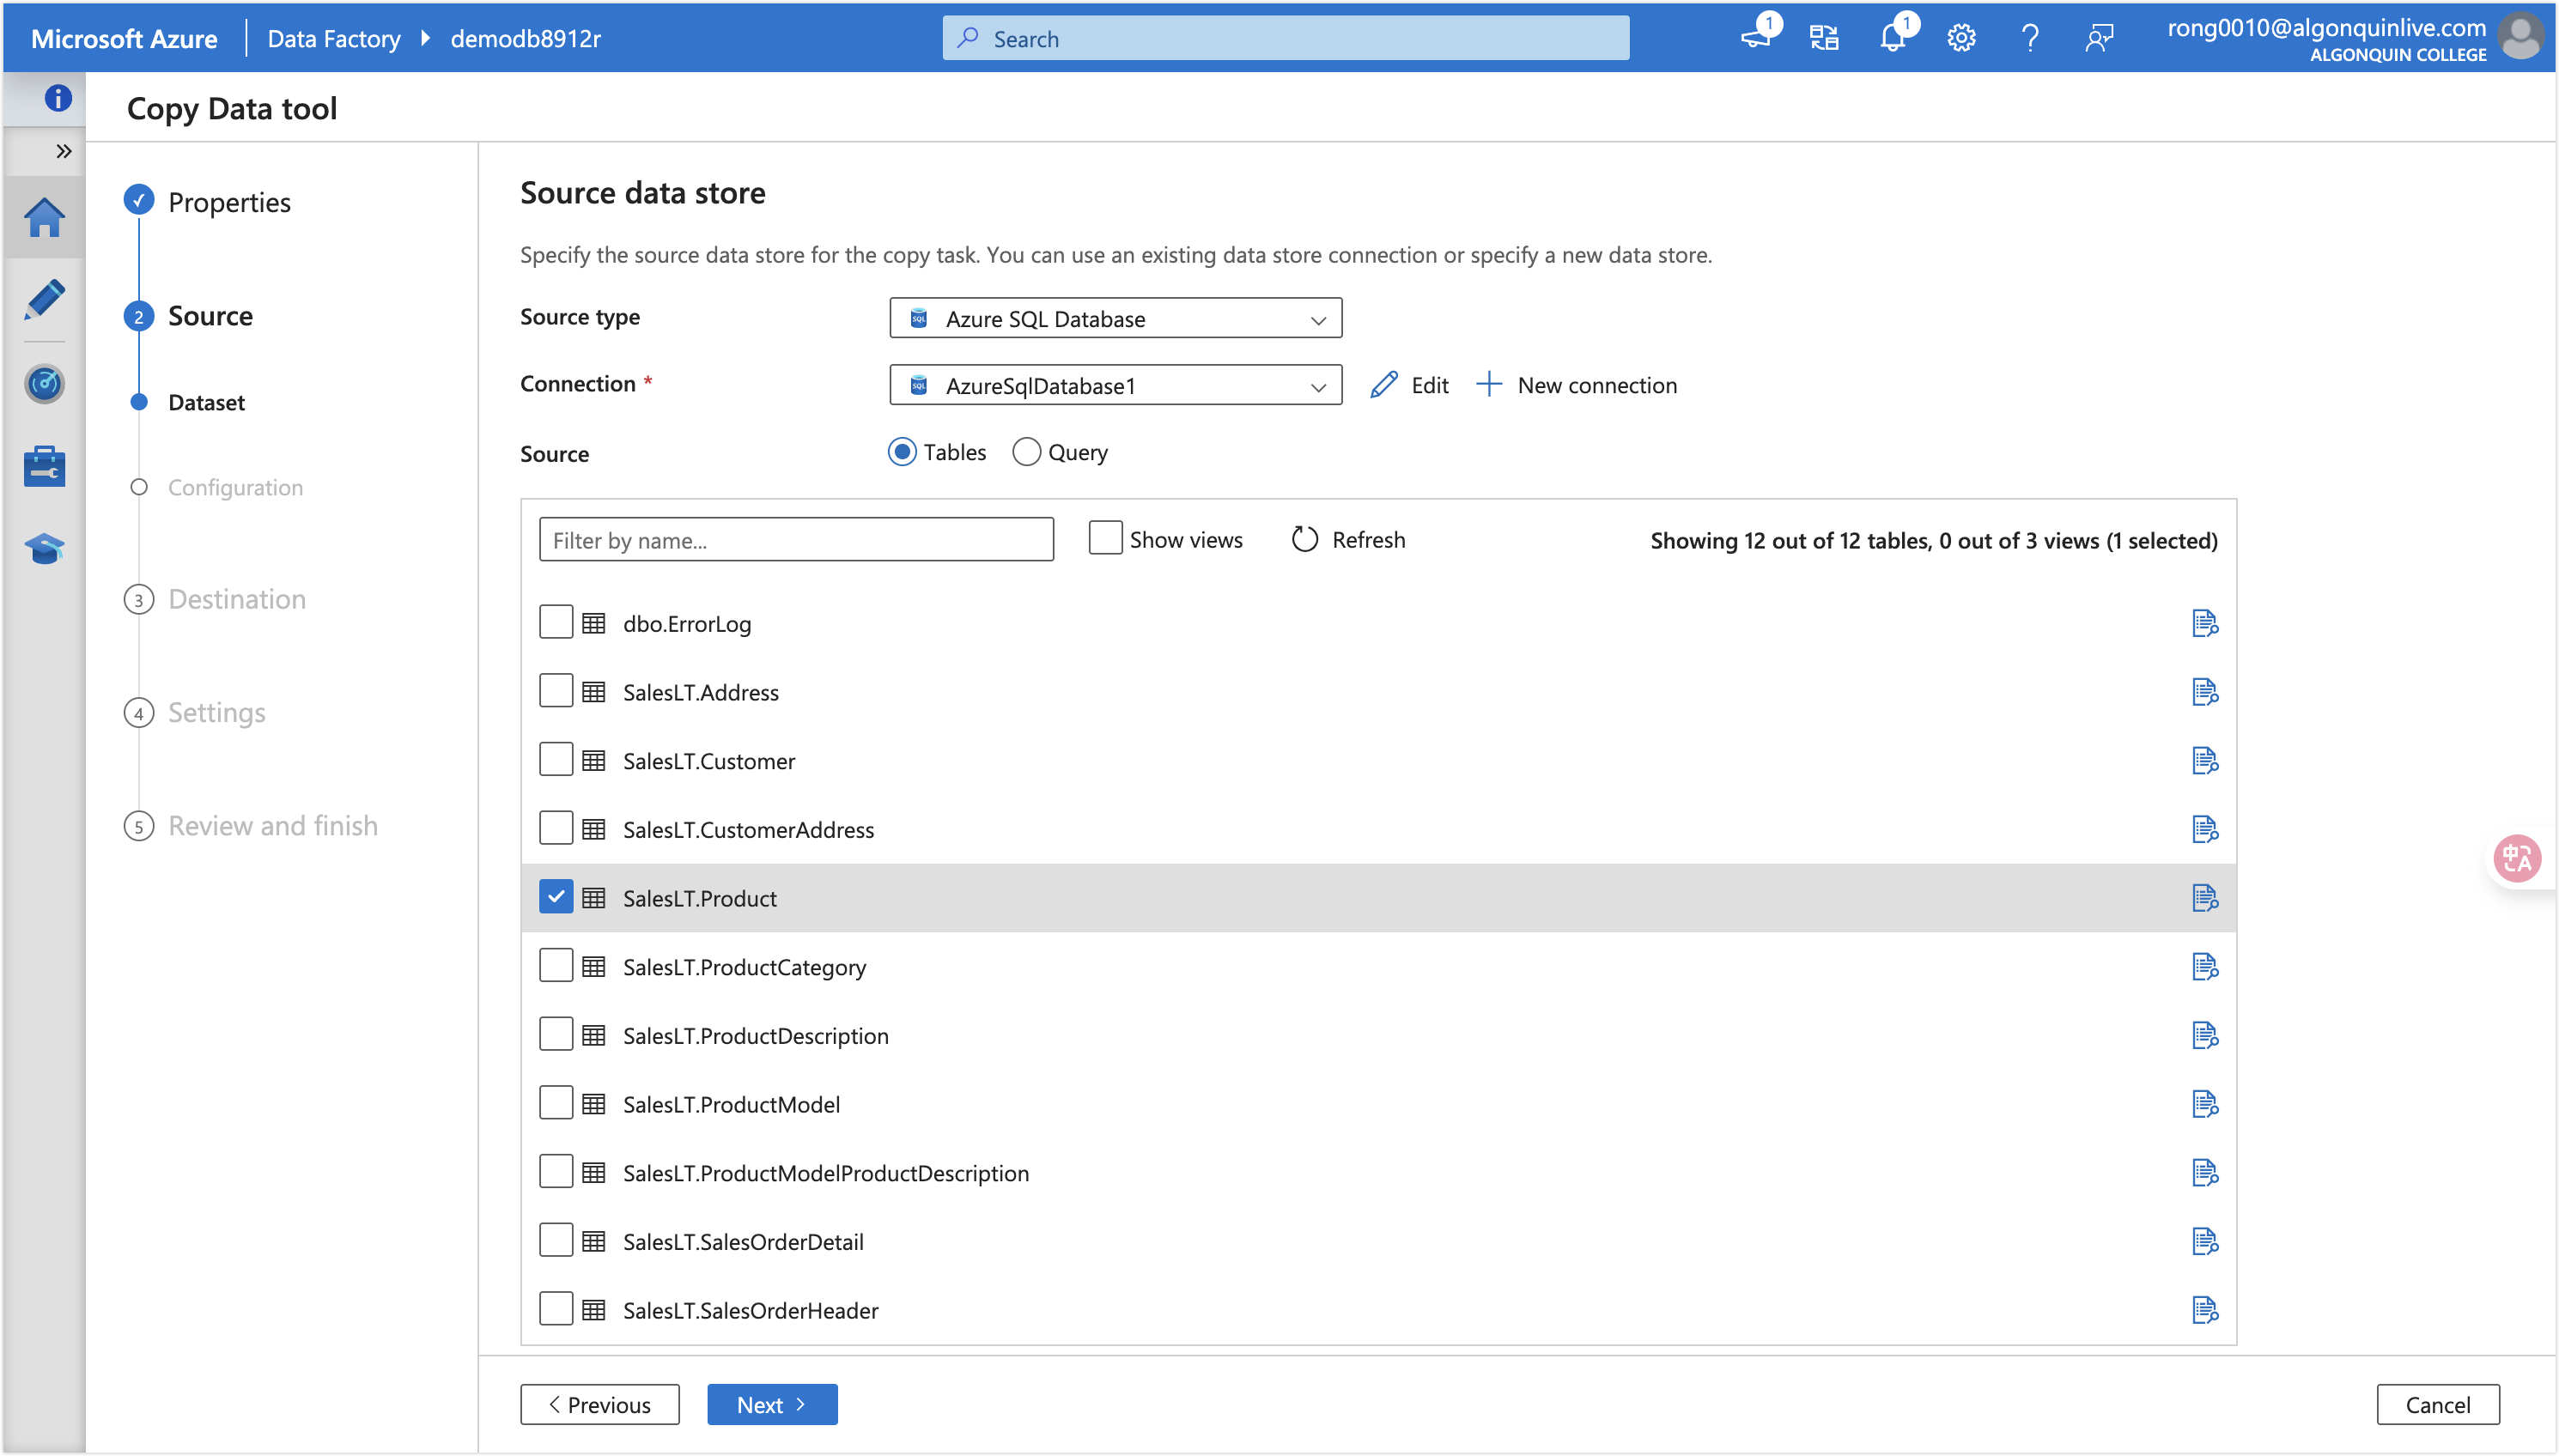 Microsoft Azure
Data Factory
demodb8912r
Search
1
1
rong0010@algonquinlive.com
ALGONQUIN COLLEGE
Copy Data tool
Properties
2 Source
Dataset
Configuration
3 Destination
4 Settings
5 Review and finish
Source data store
Specify the source data store for the copy task. You can use an existing data store connection or specify a new data store.
Source type
SQL Azure SQL Database
Connection *
SQL AzureSqlDatabase1
Edit
New connection
Source
Tables
Query
Filter by name...
Show views
Refresh
Showing 12 out of 12 tables, 0 out of 3 views (1 selected)
dbo.ErrorLog
SalesLT.Address
SalesLT.Customer
SalesLT.CustomerAddress
SalesLT.Product
SalesLT.ProductCategory
SalesLT.ProductDescription
SalesLT.ProductModel
SalesLT.ProductModelProductDescription
SalesLT.SalesOrderDetail
SalesLT.SalesOrderHeader
中A
Previous
Next
Cancel